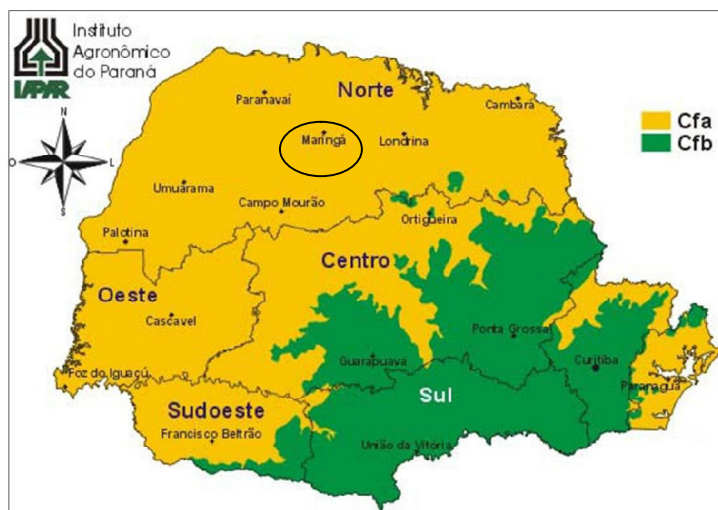 Instituto
Agronômico
do Paraná
IAPAR
N
O
L
S
Norte
Paranavaí
Cambará
Maringá
Londrina
Cfa
Cfb
Umuarama
Campo Mourão
Ortigueira
Palotina
Centro
Oeste
Cascavel
Ponta Grossa
Guarapuava
Curitiba
Foz do Iguaçú
Paranaguá
Sudoeste
Sul
Francisco Beltrão
União da Vitória